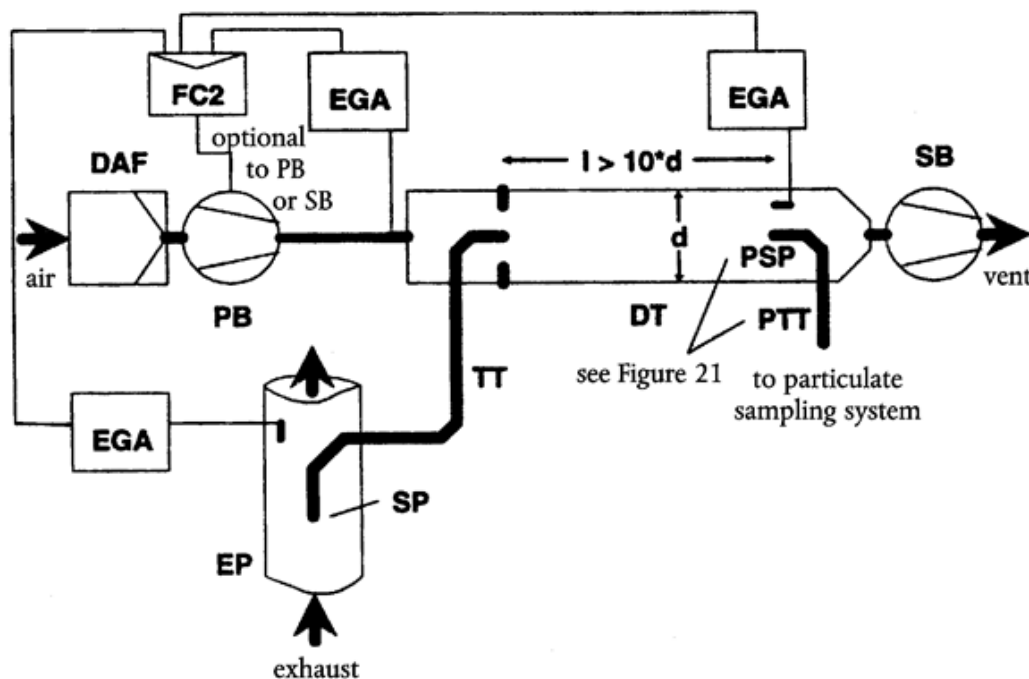 FC2
EGA
EGA
optional
to PB
or SB
DAF
l > 10*d
SB
air
d
PSP
vent
PB
DT
PTT
TT
see Figure 21
to particulate
sampling system
EGA
SP
EP
exhaust